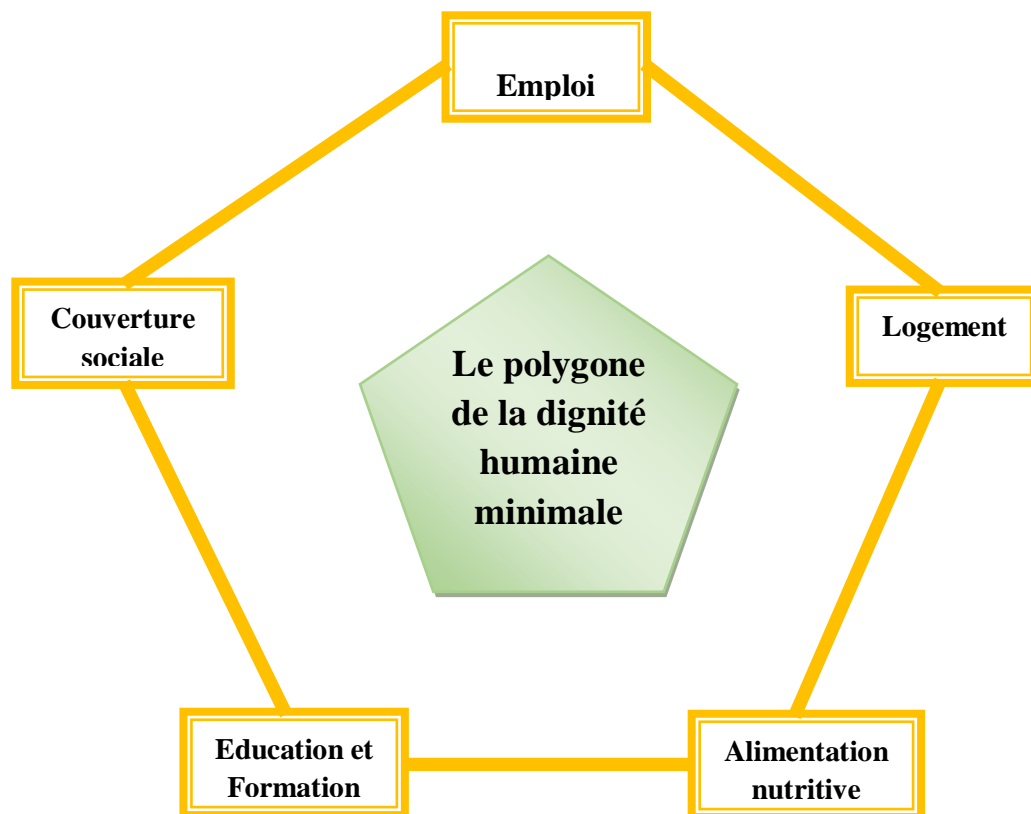 Emploi
Couverture
sociale
Logement
Le polygone
de la dignité
humaine
minimale
Education et
Formation
Alimentation
nutritive